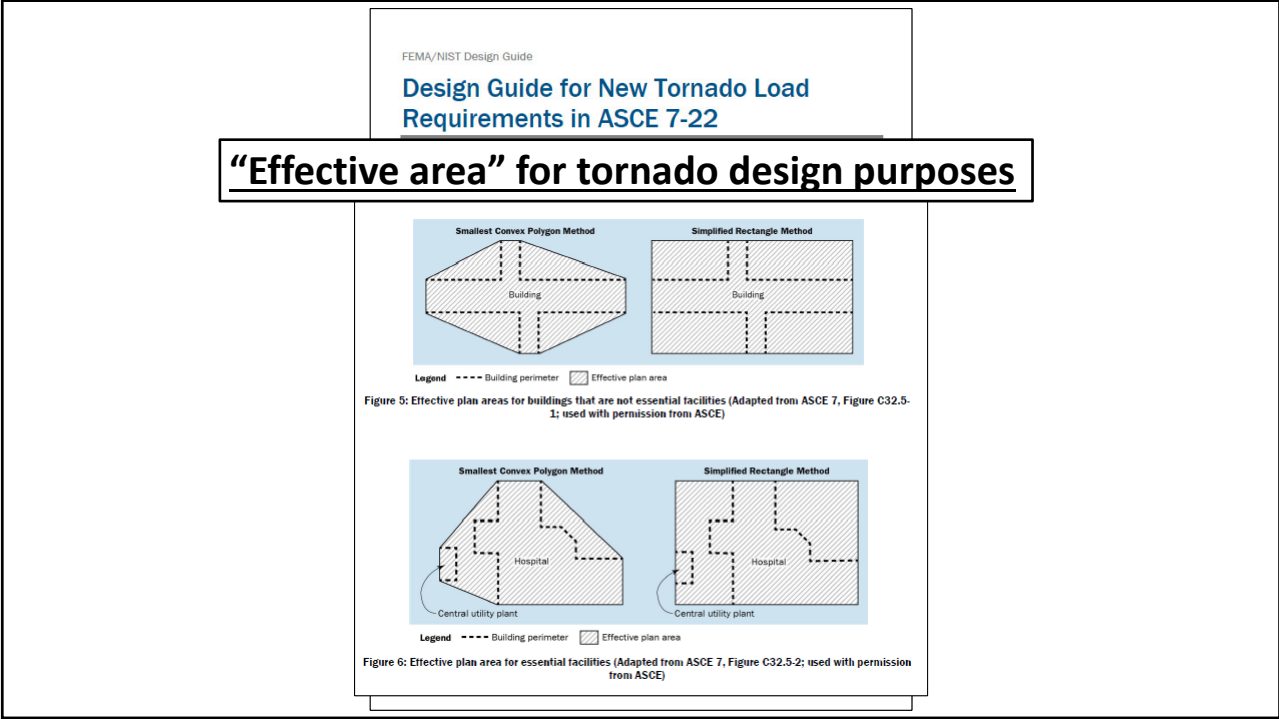 FEMA/NIST Design Guide
Design Guide for New Tornado Load
Requirements in ASCE 7-22
“Effective area” for tornado design purposes
Smallest Convex Polygon Method
Simplified Rectangle Method
Building
Building
Legend Building perimeter Effective plan area
Figure 5: Effective plan areas for buildings that are not essential facilities (Adapted from ASCE 7, Figure C32.5-
1; used with permission from ASCE)
Smallest Convex Polygon Method
Simplified Rectangle Method
Hospital
Hospital
Central utility plant
Central utility plant
Legend Building perimeter Effective plan area
Figure 6: Effective plan area for essential facilities (Adapted from ASCE 7, Figure C32.5-2; used with permission
from ASCE)